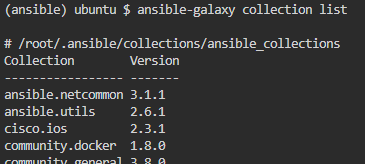 (ansible) ubuntu $ ansible-galaxy collection list
# /root/.ansible/collections/ansible_collections
Collection Version
----------------- -------
ansible.netcommon 3.1.1
ansible.utils 2.6.1
cisco.ios 2.3.1
community.docker 1.8.0
community.general 3.8.0